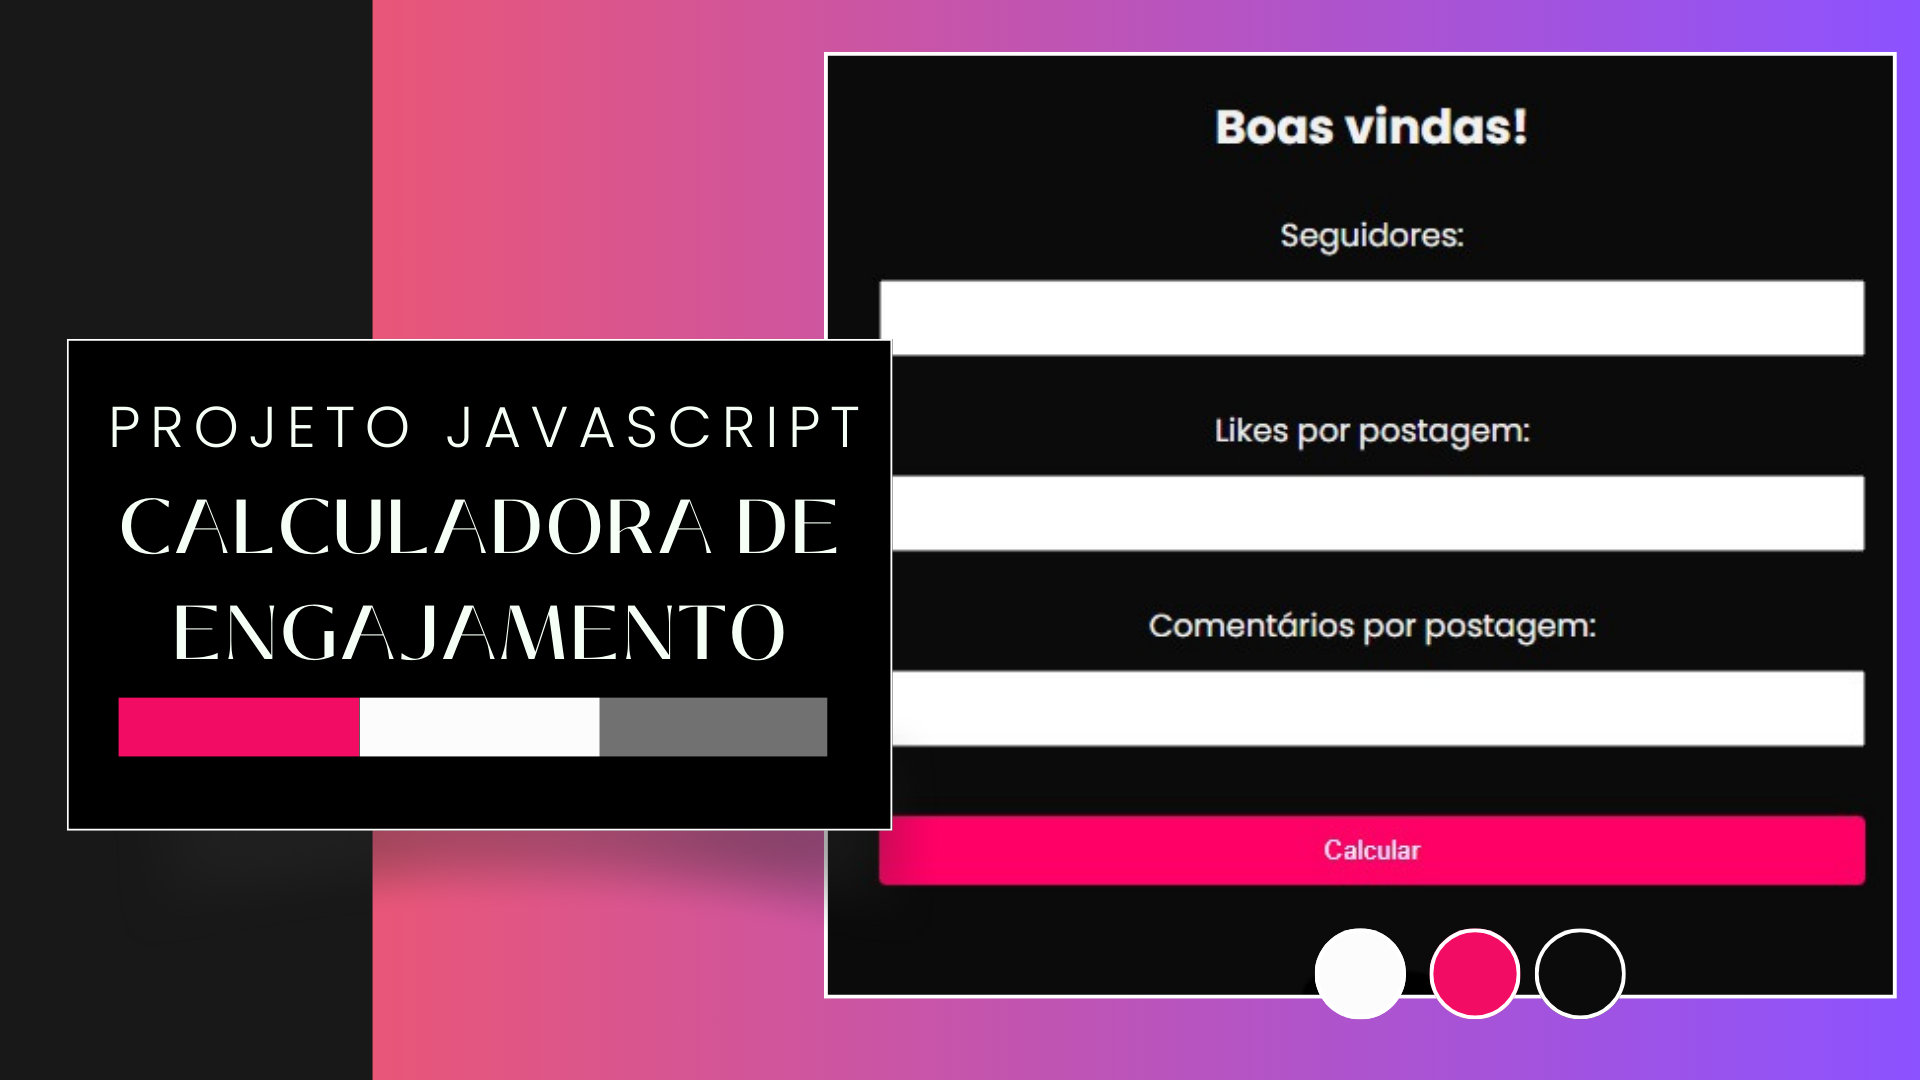 PROJETO JAVASCRIPT
CALCULADORA DE
ENGAJAMENTO
Boas vindas!
Seguidores:
Likes por postagem:
Comentários por postagem:
Calcular